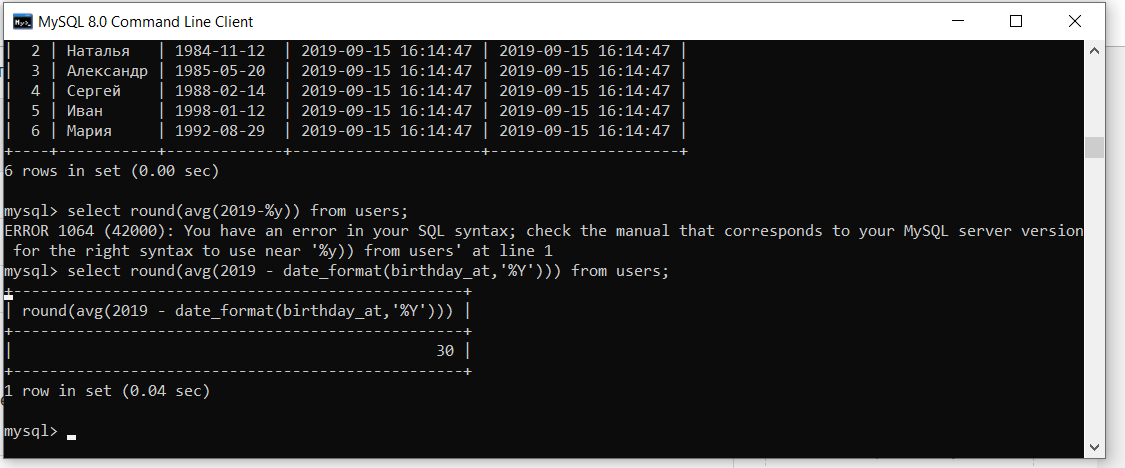 MySQL 8.0 Command Line Client
| 2 | Наталья | 1984-11-12 | 2019-09-15 16:14:47 | 2019-09-15 16:14:47 |
| 3 | Александр | 1985-05-20 | 2019-09-15 16:14:47 | 2019-09-15 16:14:47 |
| 4 | Сергей | 1988-02-14 | 2019-09-15 16:14:47 | 2019-09-15 16:14:47 |
| 5 | Иван | 1998-01-12 | 2019-09-15 16:14:47 | 2019-09-15 16:14:47 |
| 6 | Мария | 1992-08-29 | 2019-09-15 16:14:47 | 2019-09-15 16:14:47 |
+----+-----------+-------------+---------------------+---------------------+
6 rows in set (0.00 sec)
mysql> select round(avg(2019-%y)) from users;
ERROR 1064 (42000): You have an error in your SQL syntax; check the manual that corresponds to your MySQL server version
for the right syntax to use near '%y)) from users' at line 1
mysql> select round(avg(2019 - date_format(birthday_at,'%Y'))) from users;
+--------------------------------------------------+
| round(avg(2019 - date_format(birthday_at,'%Y'))) |
+--------------------------------------------------+
| 30 |
+--------------------------------------------------+
1 row in set (0.04 sec)
mysql>